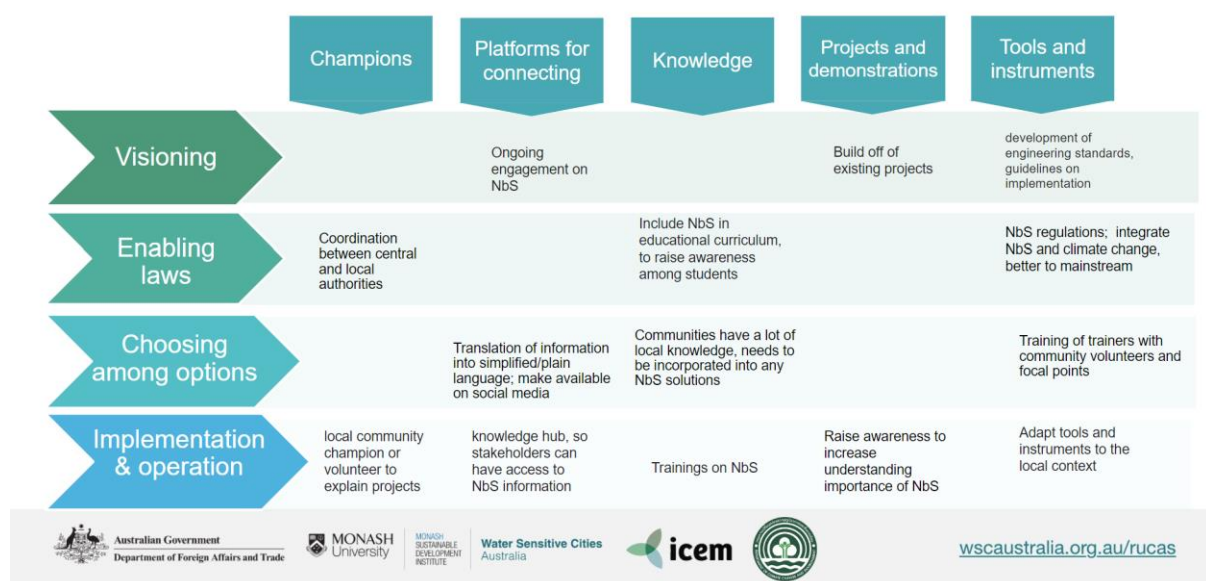 Champions
Platforms for
connecting
Knowledge
Projects and
demonstrations
Tools and
instruments
Visioning
Ongoing
engagement on
NbS
Build off of
existing projects
development of
engineering standards,
guidelines on
implementation
Enabling
laws
Coordination
between central
and local
authorities
Include NbS in
educational curriculum,
to raise awareness
among students
NbS regulations; integrate
NbS and climate change,
better to mainstream
Choosing
among options
Translation of information
into simplified/plain
language; make available
on social media
Communities have a lot of
local knowledge, needs to
be incorporated into any
NbS solutions
Training of trainers with
community volunteers and
focal points
Implementation
& operation
local community
champion or
volunteer to
explain projects
knowledge hub, so
stakeholders can
have access to
NbS information
Trainings on NbS
Raise awareness to
increase
understanding
importance of NbS
Adapt tools and
instruments to the
local context
Australian Government
Department of Foreign Affairs and Trade
MONASH
University
MONASH
SUSTAINABLE
DEVELOPMENT
INSTITUTE
Water Sensitive Cities
Australia
icem
wscaustralia.org.au/rucas